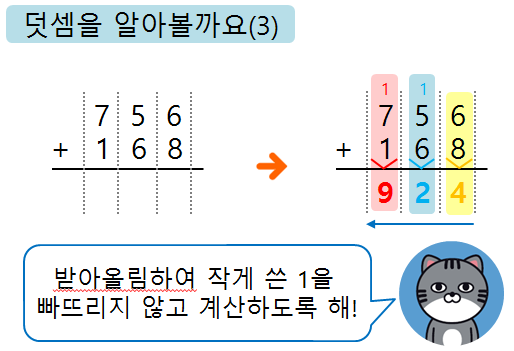 덧셈을 알아볼까요(3)
1 1
7 5 6 7 5 6
+ 1 6 8 + 1 6 8
9 2 4
받아올림하여 작게 쓴 1을
빠뜨리지 않고 계산하도록 해!